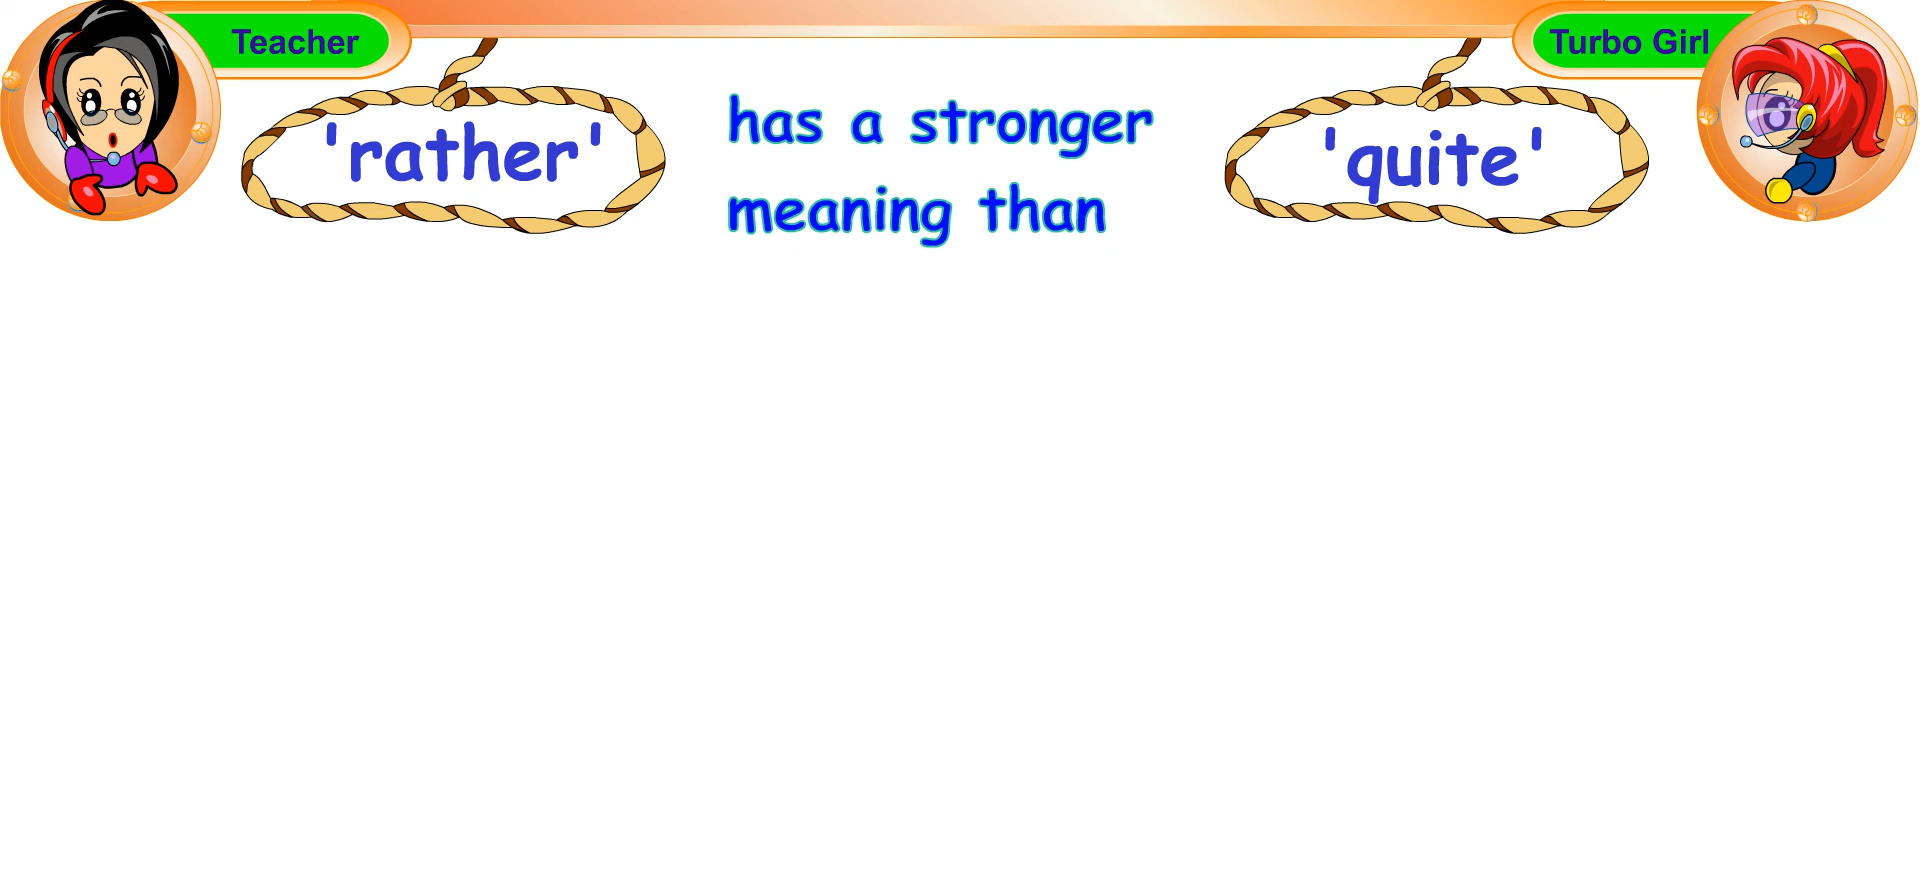 Teacher
Turbo Girl
'rather'
has a stronger
meaning than
'quite'